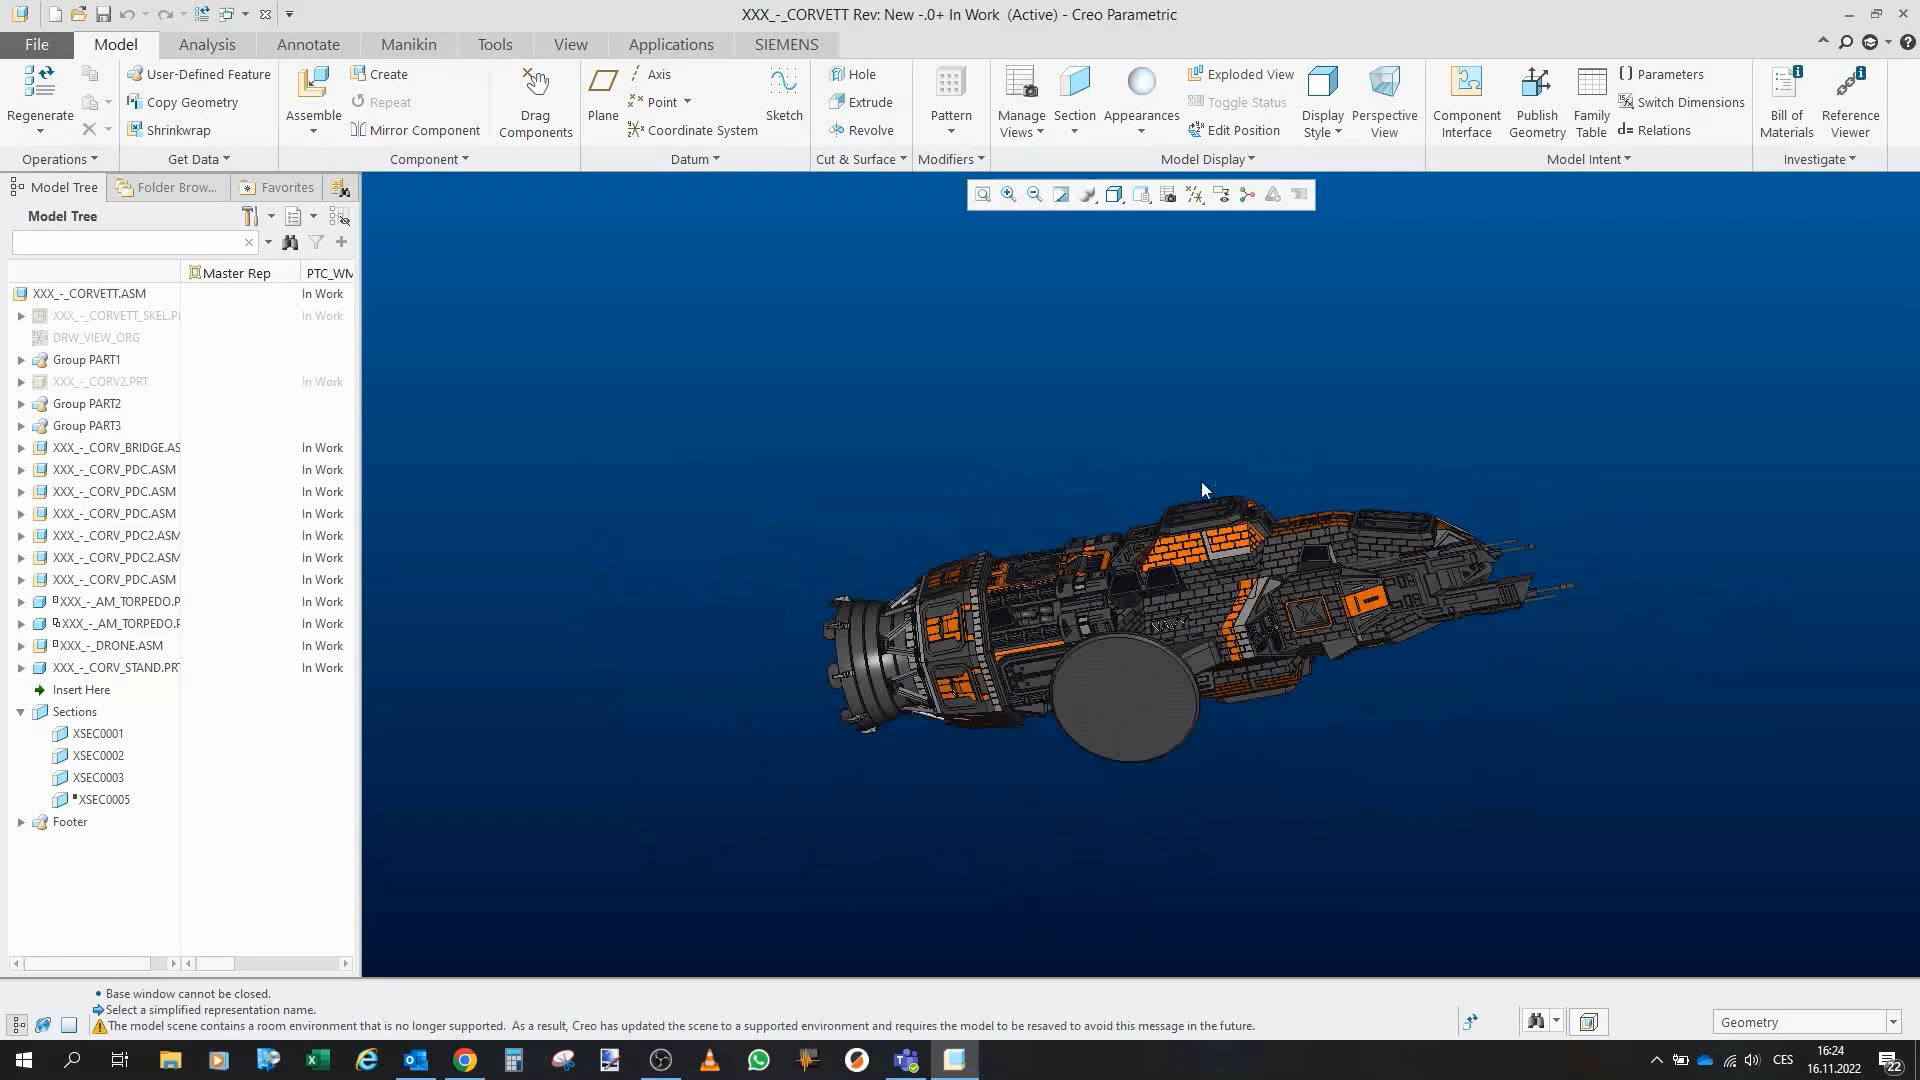 XXX_-_CORVETT Rev: New -.0+ In Work (Active) - Creo Parametric
File Model Analysis Annotate Manikin Tools View Applications SIEMENS
Regenerate
User-Defined Feature
Copy Geometry
Shrinkwrap
Assemble
Create
Repeat
Mirror Component
Drag
Components
Plane
Axis
Point
Coordinate System
Sketch
Hole
Extrude
Revolve
Pattern
Manage
Views
Section
Appearances
Exploded View
Toggle Status
Edit Position
Display
Style
Perspective
View
Component
Interface
Publish
Geometry
Family
Table
Parameters
Switch Dimensions
Relations
Bill of
Materials
Reference
Viewer
Operations Get Data Component Datum Cut & Surface Modifiers Model Display Model Intent Investigate
Model Tree Folder Brow... Favorites
Model Tree
Master Rep PTC_WM
XXX_-_CORVETT.ASM In Work
XXX_-_CORVETT_SKEL.P In Work
DRW_VIEW_ORG
Group PART1
XXX_-_CORV2.PRT In Work
Group PART2
Group PART3
XXX_-_CORV_BRIDGE.AS In Work
XXX_-_CORV_PDC.ASM In Work
XXX_-_CORV_PDC.ASM In Work
XXX_-_CORV_PDC.ASM In Work
XXX_-_CORV_PDC2.ASM In Work
XXX_-_CORV_PDC2.ASM In Work
XXX_-_CORV_PDC.ASM In Work
XXX_-_AM_TORPEDO.P In Work
XXX_-_AM_TORPEDO.P In Work
XXX_-_DRONE.ASM In Work
XXX_-_CORV_STAND.PRT In Work
Insert Here
Sections
XSEC0001
XSEC0002
XSEC0003
XSEC0005
Footer
Base window cannot be closed.
Select a simplified representation name.
The model scene contains a room environment that is no longer supported. As a result, Creo has updated the scene to a supported environment and requires the model to be resaved to avoid this message in the future.
Geometry
CES
16:24
16.11.2022
22